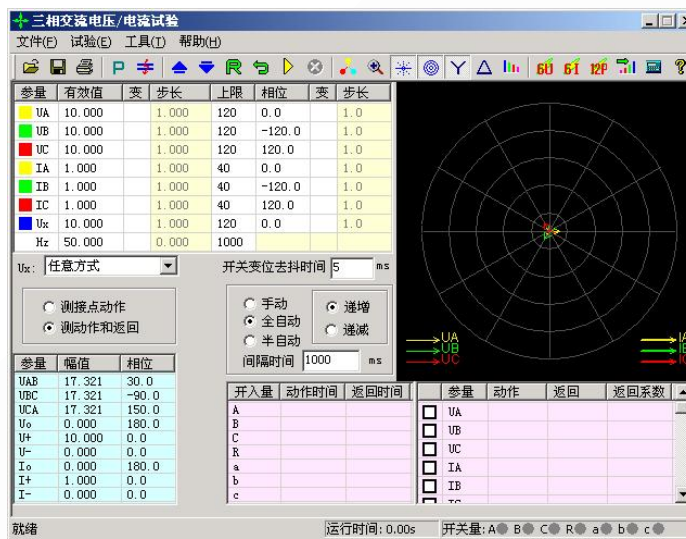 三相交流电压/电流试验
文件(F) 试验(E) 工具(T) 帮助(H)
P R 6U 6I 12P ?
参量 有效值 变 步长 上限 相位 变 步长
UA 10.000 1.000 120 0.0 1.0
UB 10.000 1.000 120 -120.0 1.0
UC 10.000 1.000 120 120.0 1.0
IA 1.000 1.000 40 0.0 1.0
IB 1.000 1.000 40 -120.0 1.0
IC 1.000 1.000 40 120.0 1.0
Ux 10.000 1.000 120 0.0 1.0
Hz 50.000 0.000 1000
Ux: 任意方式 开关变位去抖时间 5 ms
测接点动作
测动作和返回
手动
全自动
半自动
递增
递减
间隔时间 1000 ms
UA
UB
UC
IA
IB
IC
参量 幅值 相位
UAB 17.321 30.0
UBC 17.321 -90.0
UCA 17.321 150.0
Uo 0.000 180.0
U+ 10.000 0.0
U- 0.000 0.0
Io 0.000 180.0
I+ 1.000 0.0
I- 0.000 0.0
开入量 动作时间 返回时间
A
B
C
R
a
b
c
参量 动作 返回 返回系数
UA
UB
UC
IA
IB
就绪 运行时间: 0.00s 开关量: A B C R a b c